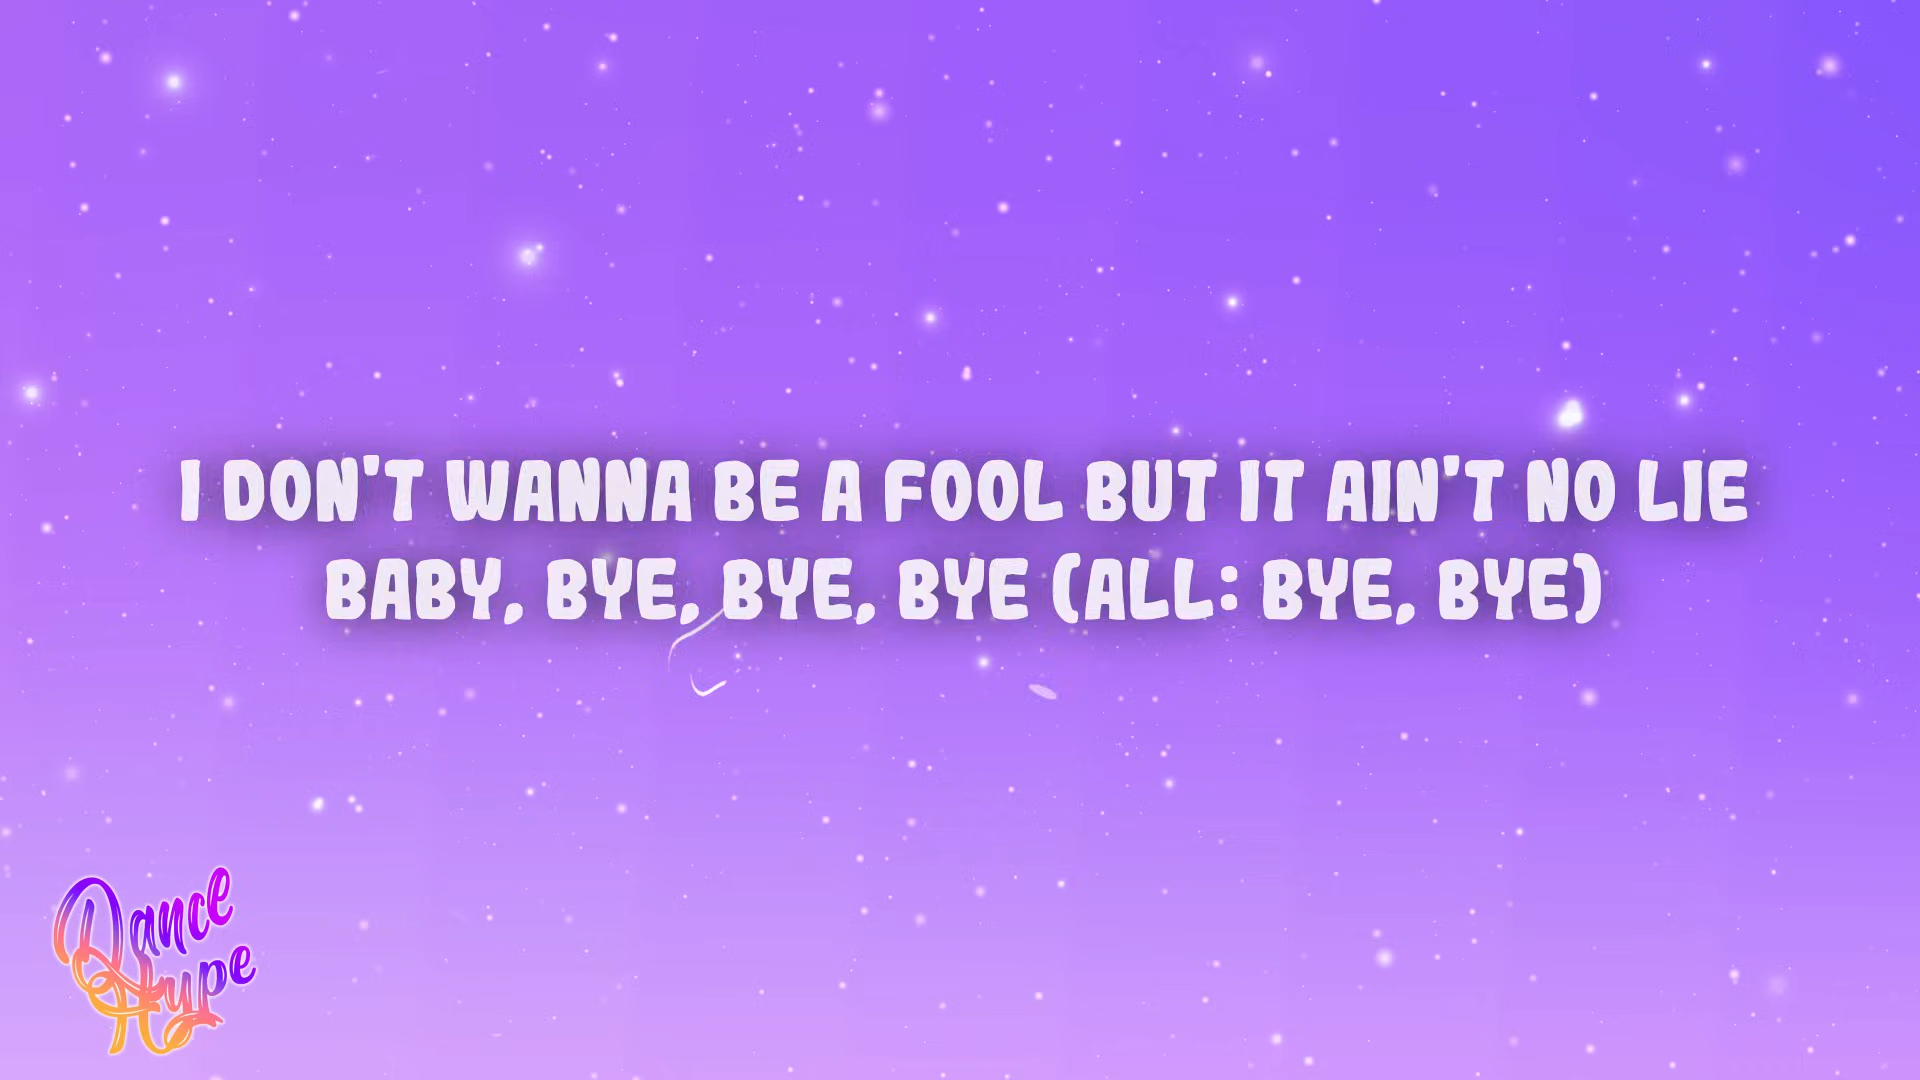 I DON'T WANNA BE A FOOL BUT IT AIN'T NO LIE
BABY, BYE, BYE, BYE (ALL: BYE, BYE)
Dance
Hype